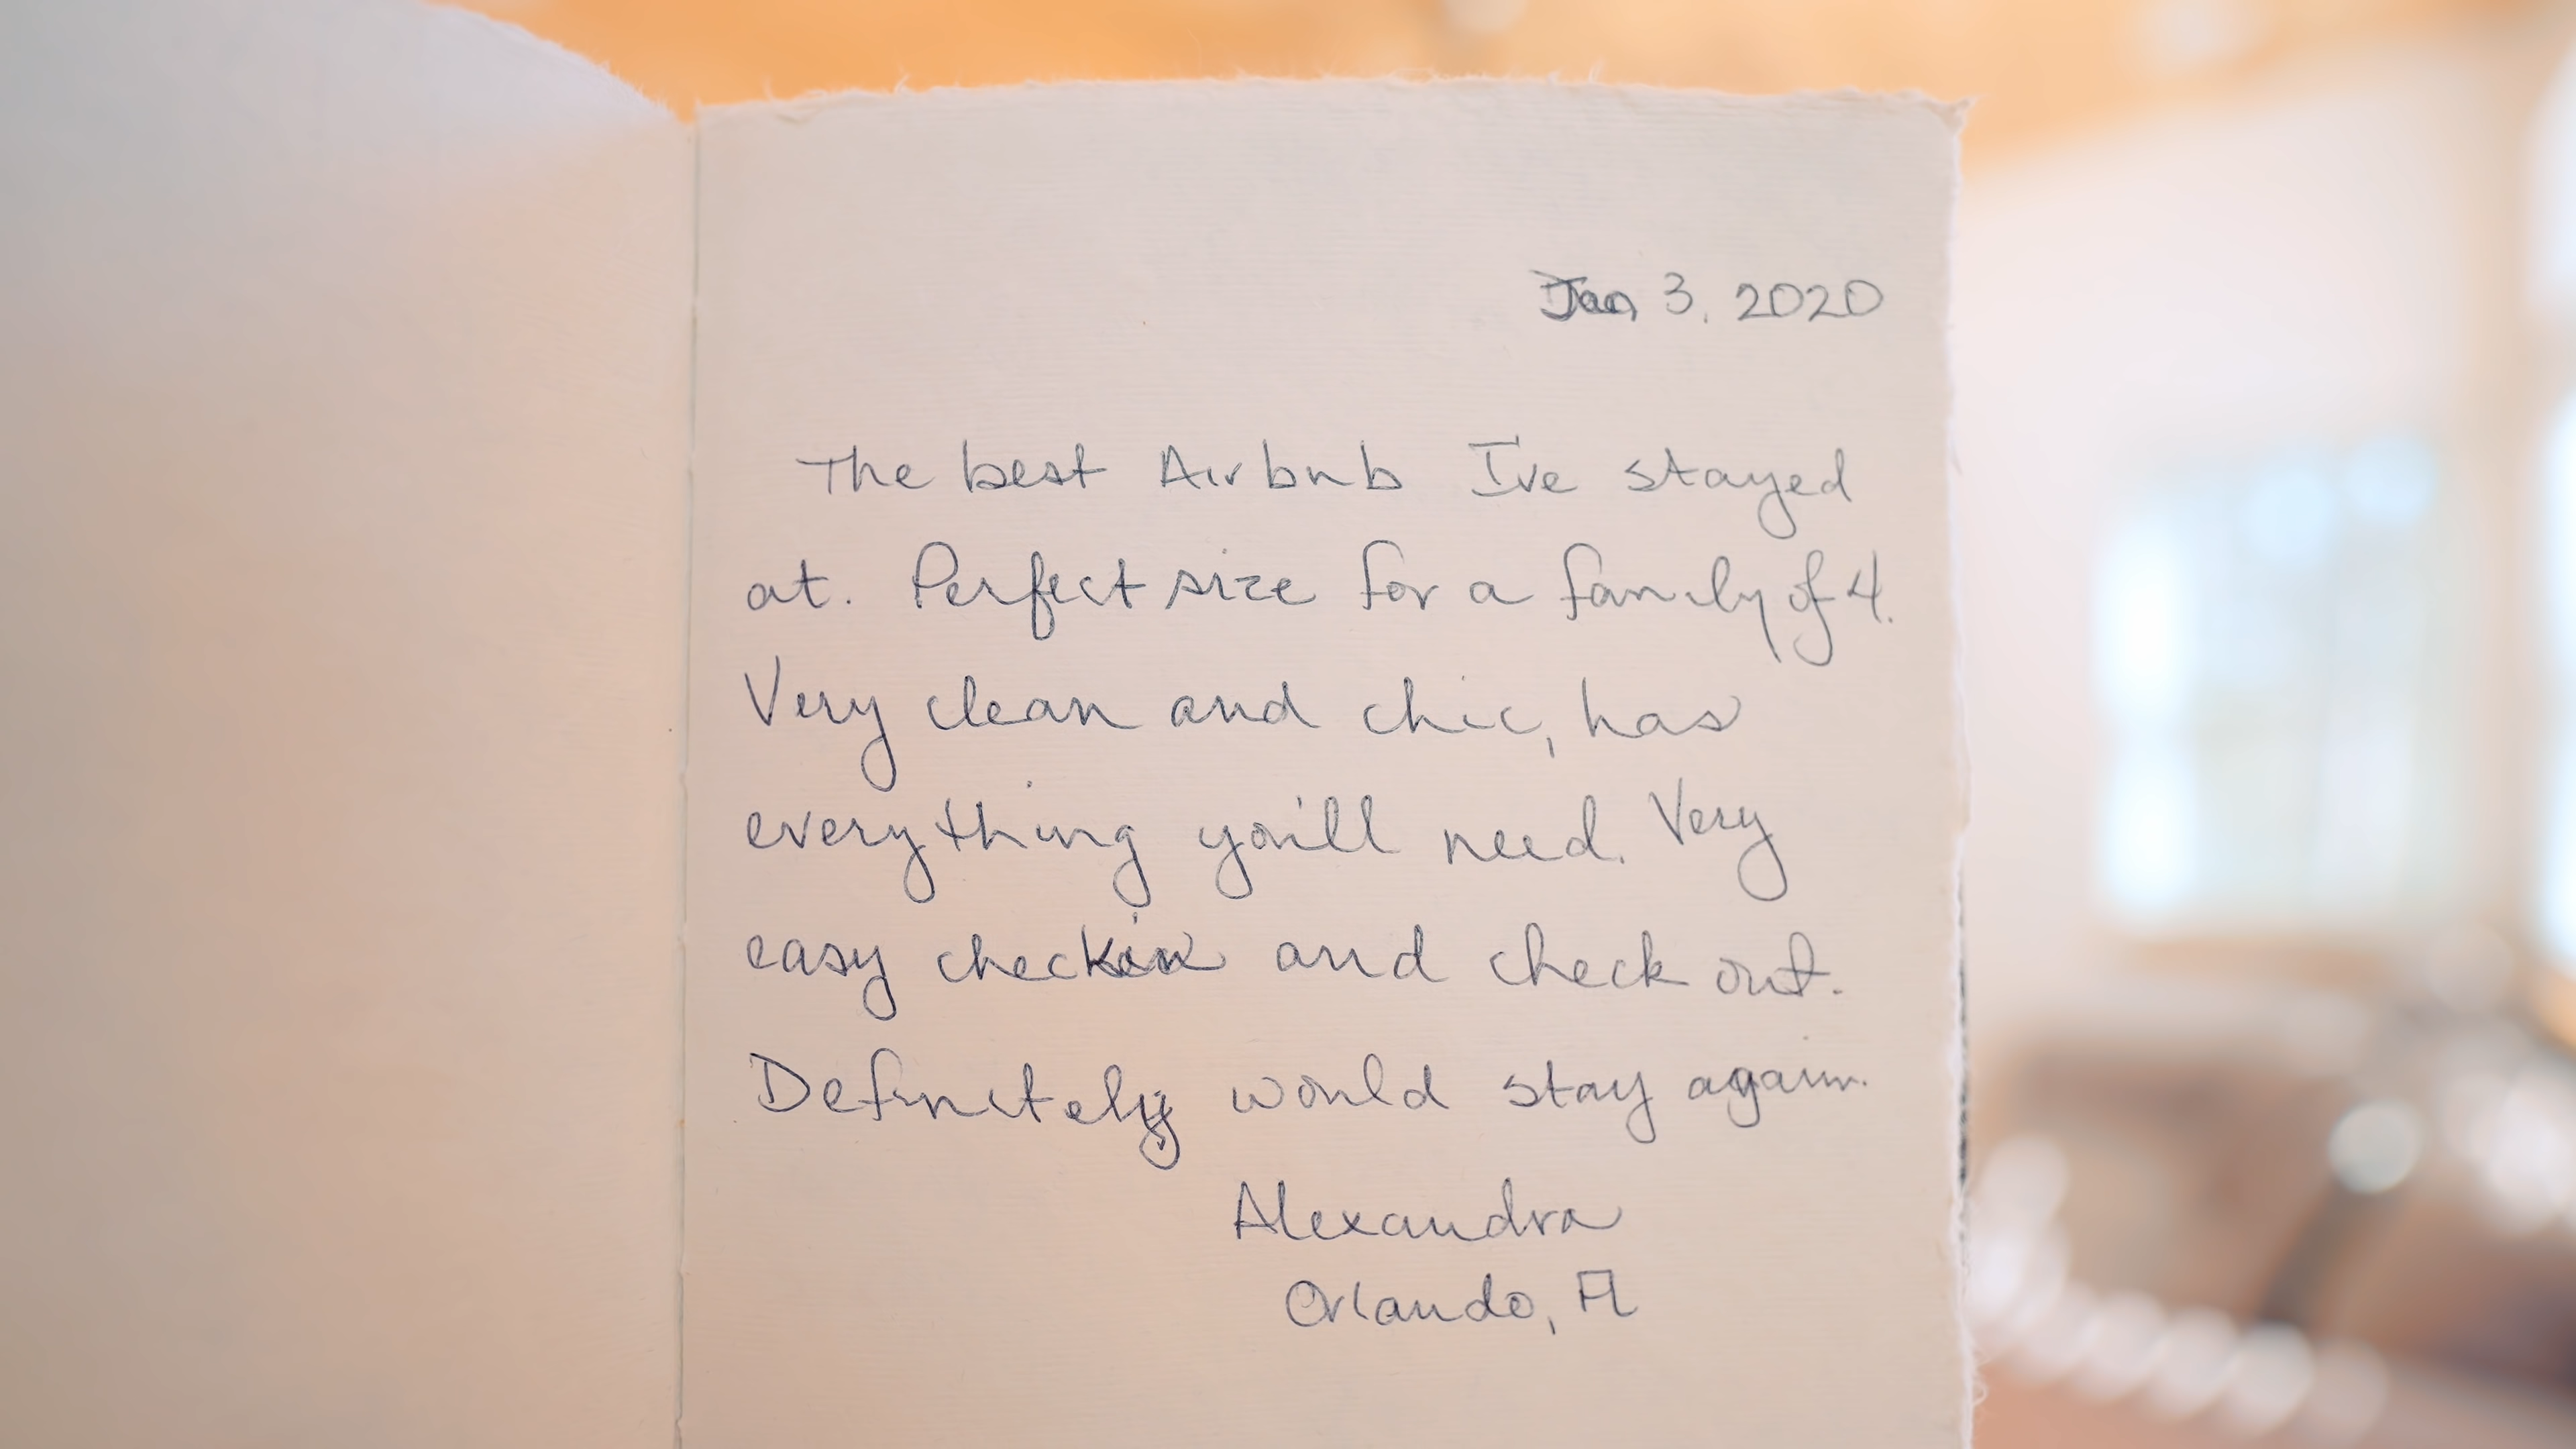 Jan 3, 2020
The best Airbnb I've stayed
at. Perfect size for a family of 4.
Very clean and chic, has
everything you'll need. Very
easy checkin and check out.
Definitely would stay again.
Alexandra
Orlando, FL